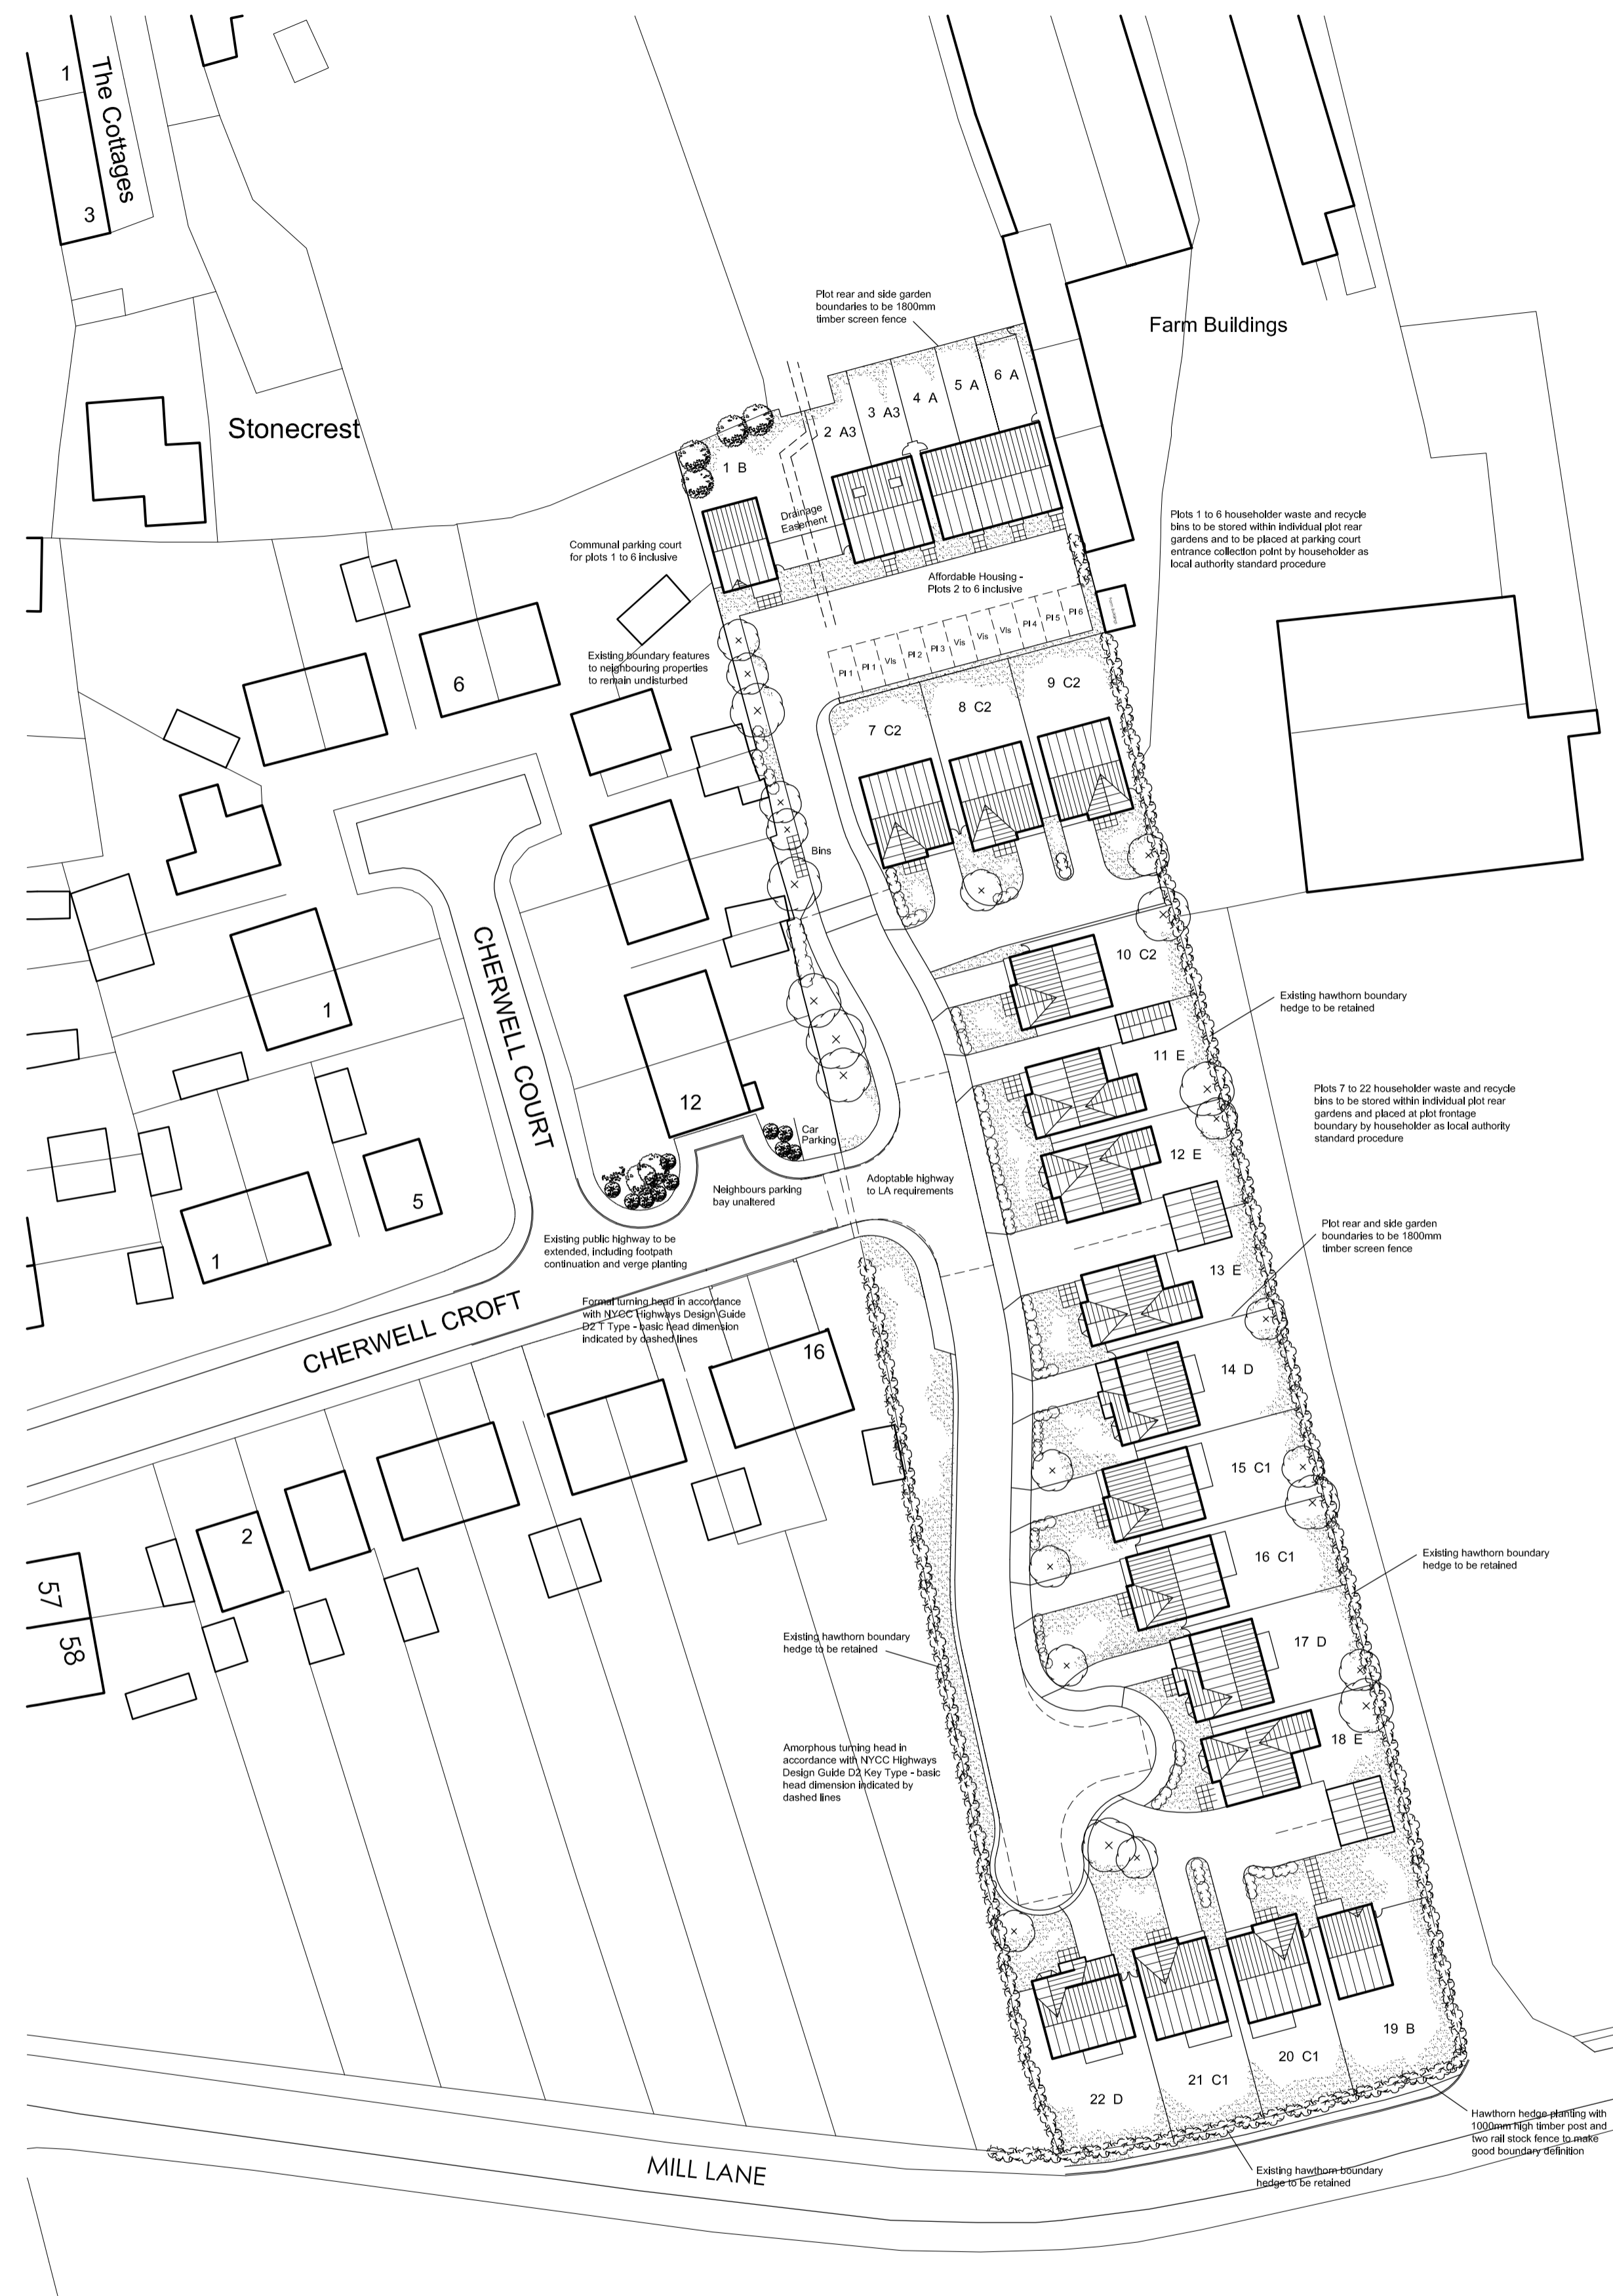 1
The Cottages
3
Plot rear and side garden
boundaries to be 1800mm
timber screen fence
Farm Buildings
Stonecrest
6 A
5 A
4 A
3 A3
2 A3
1 B
Drainage
Easement
Plots 1 to 6 householder waste and recycle
bins to be stored within individual plot rear
gardens and to be placed at parking court
entrance collection point by householder as
local authority standard procedure
Communal parking court
for plots 1 to 6 inclusive
Affordable Housing -
Plots 2 to 6 inclusive
Pl 1
Pl 1
Vis
Pl 2
Pl 3
Vis
Vis
Vis
Pl 4
Pl 5
Pl 6
Farm Building
Existing boundary features
to neighbouring properties
to remain undisturbed
6
9 C2
8 C2
7 C2
Bins
CHERWELL COURT
1
10 C2
Existing hawthorn boundary
hedge to be retained
11 E
12
Car
Parking
Plots 7 to 22 householder waste and recycle
bins to be stored within individual plot rear
gardens and placed at plot frontage
boundary by householder as local authority
standard procedure
12 E
Adoptable highway
to LA requirements
Neighbours parking
bay unaltered
5
1
Existing public highway to be
extended, including footpath
continuation and verge planting
Plot rear and side garden
boundaries to be 1800mm
timber screen fence
13 E
CHERWELL CROFT
Formal turning head in accordance
with NYCC Highways Design Guide
D2 T Type - basic head dimension
indicated by dashed lines
16
14 D
15 C1
2
16 C1
Existing hawthorn boundary
hedge to be retained
57
58
Existing hawthorn boundary
hedge to be retained
17 D
18 E
Amorphous turning head in
accordance with NYCC Highways
Design Guide D2 Key Type - basic
head dimension indicated by
dashed lines
19 B
20 C1
21 C1
22 D
Hawthorn hedge planting with
1000mm high timber post and
two rail stock fence to make
good boundary definition
MILL LANE
Existing hawthorn boundary
hedge to be retained